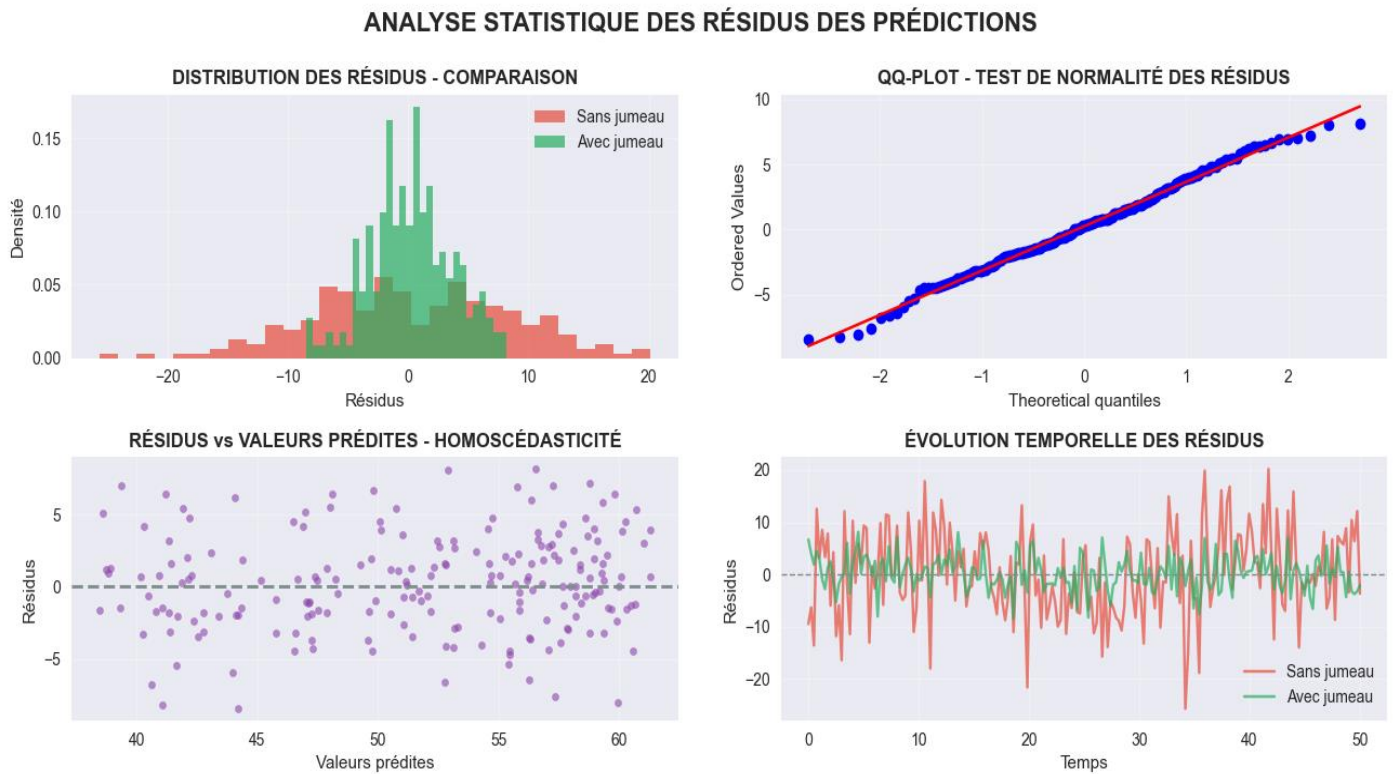 ANALYSE STATISTIQUE DES RÉSIDUS DES PRÉDICTIONS
DISTRIBUTION DES RÉSIDUS - COMPARAISON
Sans jumeau
Avec jumeau
0.15
0.10
0.05
0.00
Densité
−20
−10
0
10
20
Résidus
QQ-PLOT - TEST DE NORMALITÉ DES RÉSIDUS
10
5
0
−5
Ordered Values
−2
−1
0
1
2
Theoretical quantiles
RÉSIDUS vs VALEURS PRÉDITES - HOMOSCÉDASTICITÉ
5
0
−5
Résidus
40
45
50
55
60
Valeurs prédites
ÉVOLUTION TEMPORELLE DES RÉSIDUS
20
10
0
−10
−20
Résidus
Sans jumeau
Avec jumeau
0
10
20
30
40
50
Temps